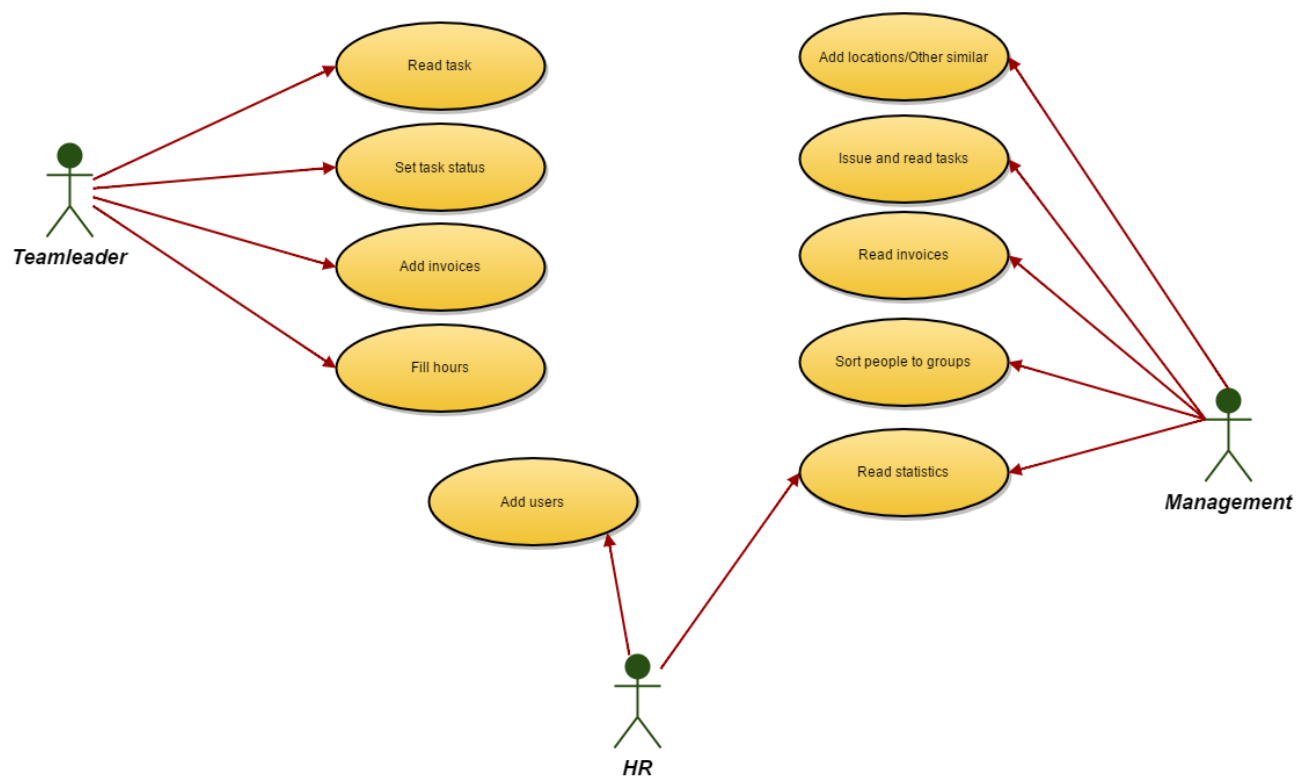 Read task
Set task status
Add invoices
Fill hours
Teamleader
Add locations/Other similar
Issue and read tasks
Read invoices
Sort people to groups
Read statistics
Management
Add users
HR